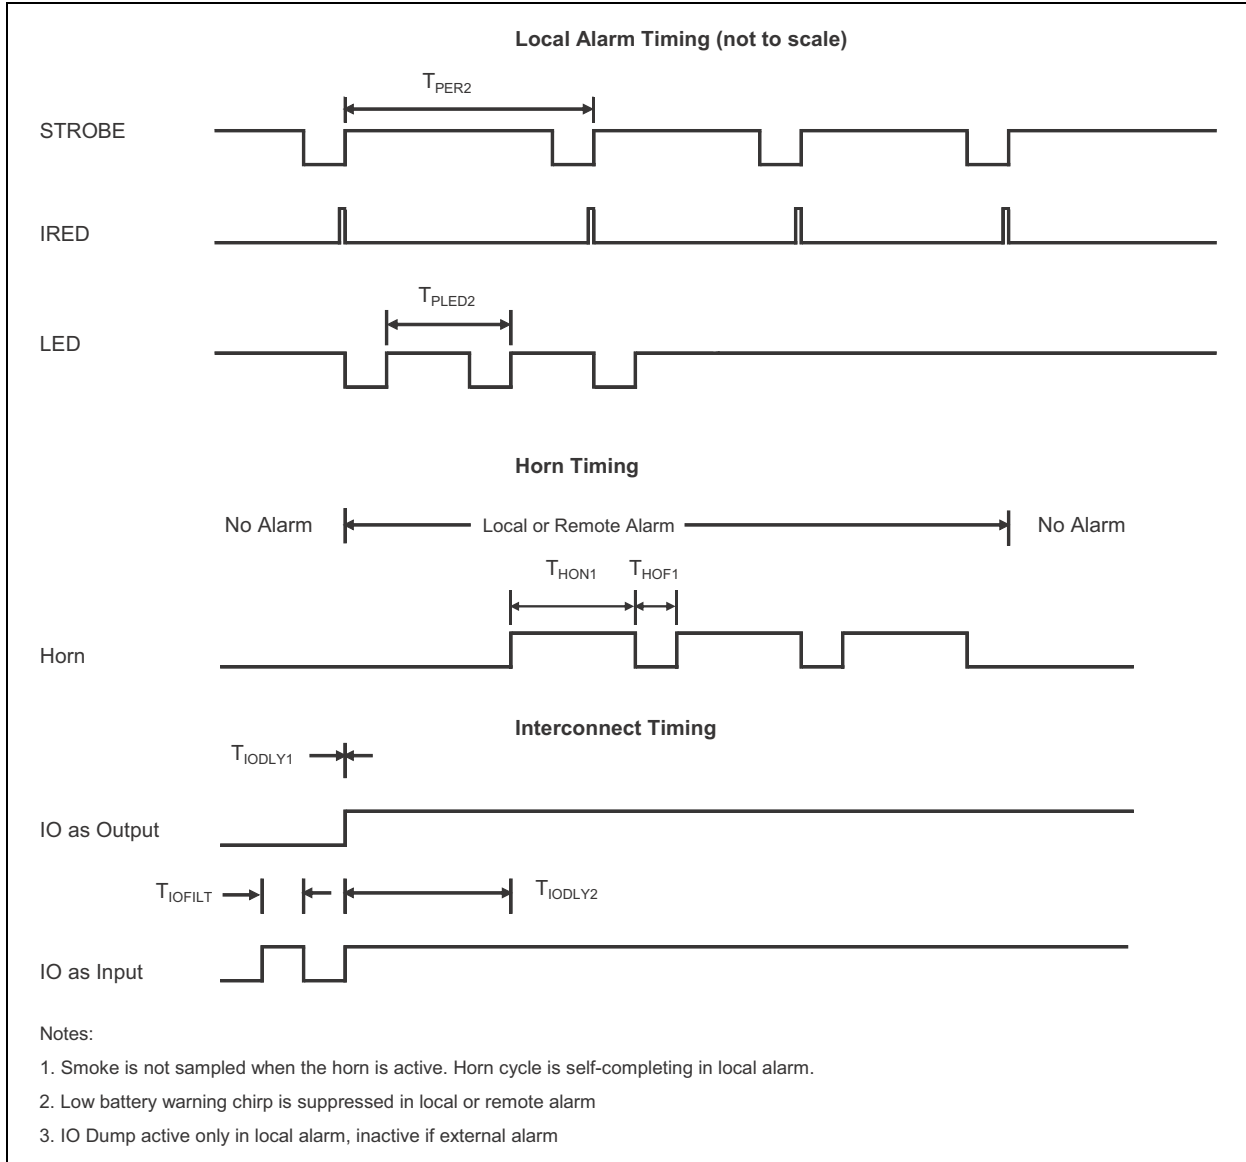 Local Alarm Timing (not to scale)
TPER2
STROBE
IRED
TPLED2
LED
Horn Timing
No Alarm Local or Remote Alarm No Alarm
THON1 THOF1
Horn
Interconnect Timing
TIODLY1
IO as Output
TIOFILT TIODLY2
IO as Input
Notes:
1. Smoke is not sampled when the horn is active. Horn cycle is self-completing in local alarm.
2. Low battery warning chirp is suppressed in local or remote alarm
3. IO Dump active only in local alarm, inactive if external alarm